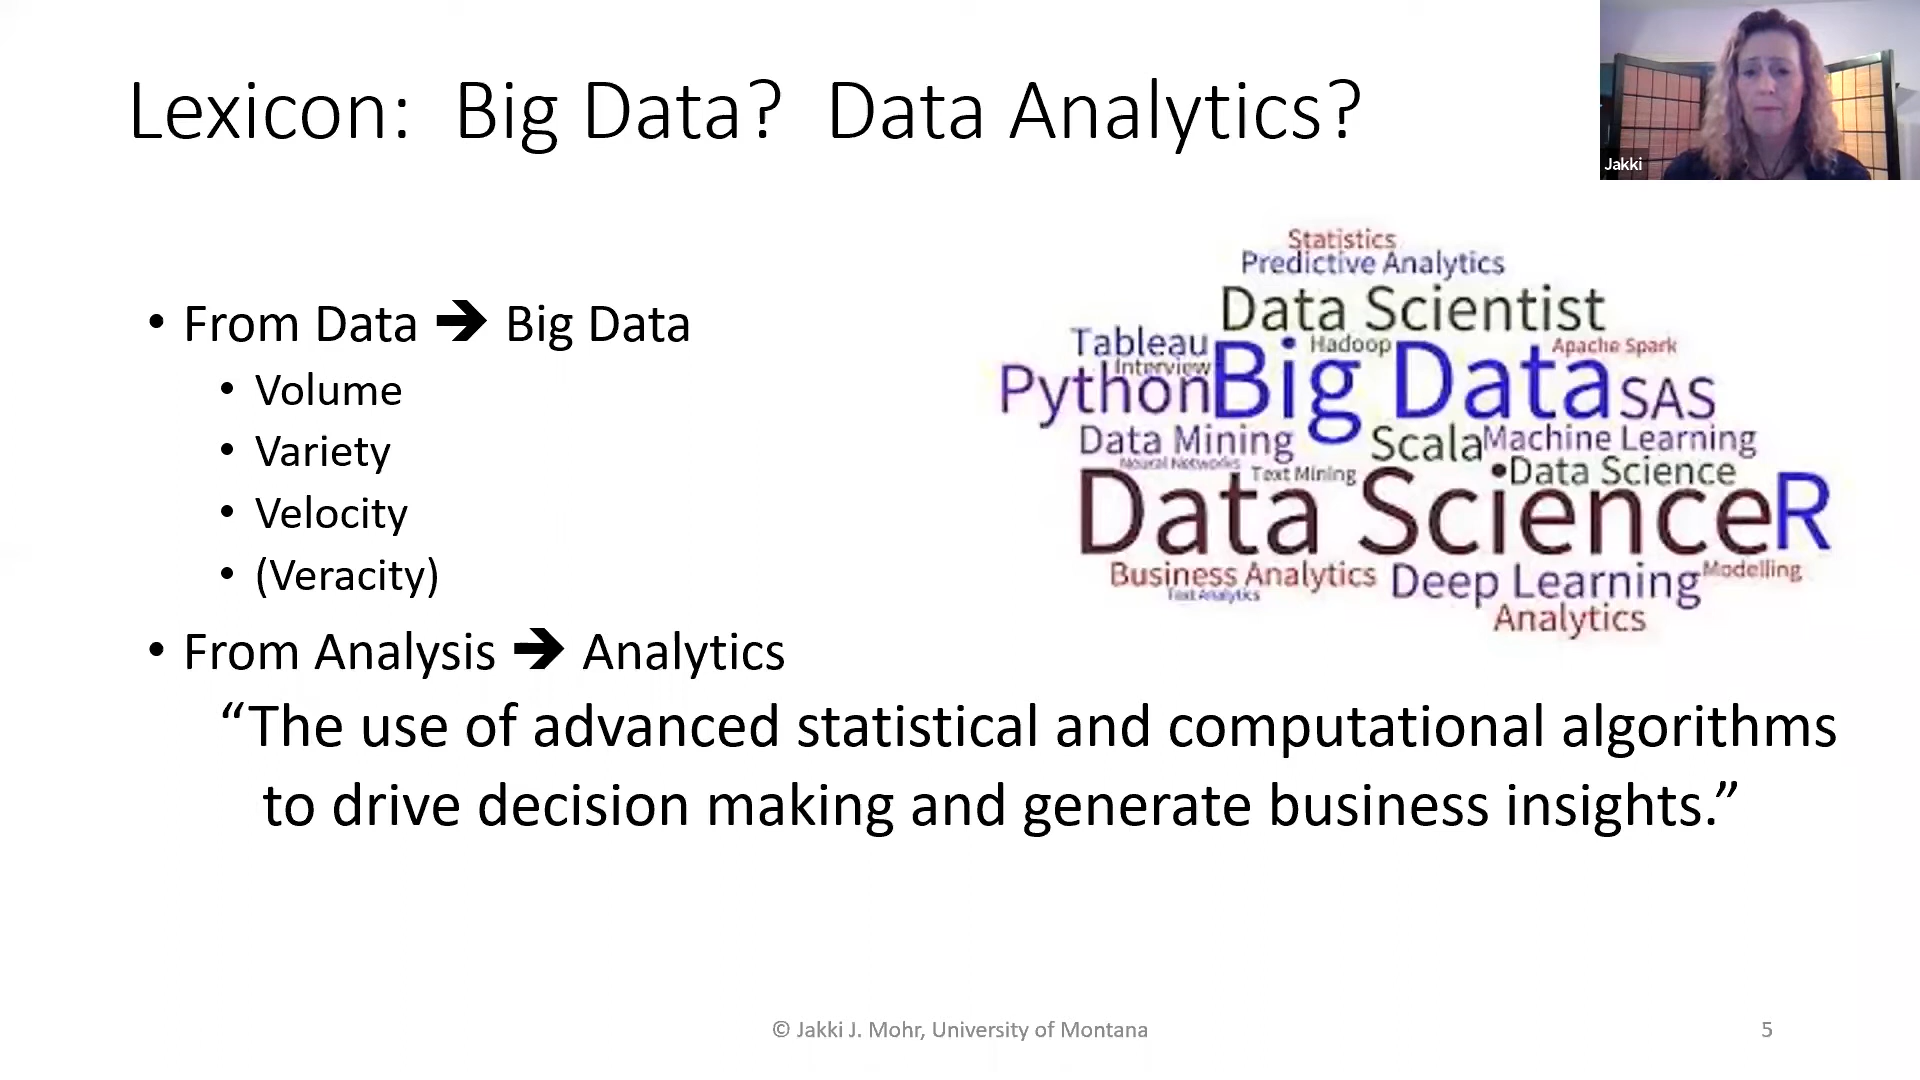 Lexicon: Big Data? Data Analytics?
Jakki
• From Data 🡪 Big Data
• Volume
• Variety
• Velocity
• (Veracity)
• From Analysis 🡪 Analytics
“The use of advanced statistical and computational algorithms
to drive decision making and generate business insights.”
Statistics
Predictive Analytics
Data Scientist
Tableau
Hadoop
Apache Spark
Interview
Python
Big Data
SAS
Data Mining
Scala
Machine Learning
Neural Networks
Text Mining
•Data Science
Data Science
R
Business Analytics
Deep Learning
Modelling
Text Analytics
Analytics
© Jakki J. Mohr, University of Montana
5